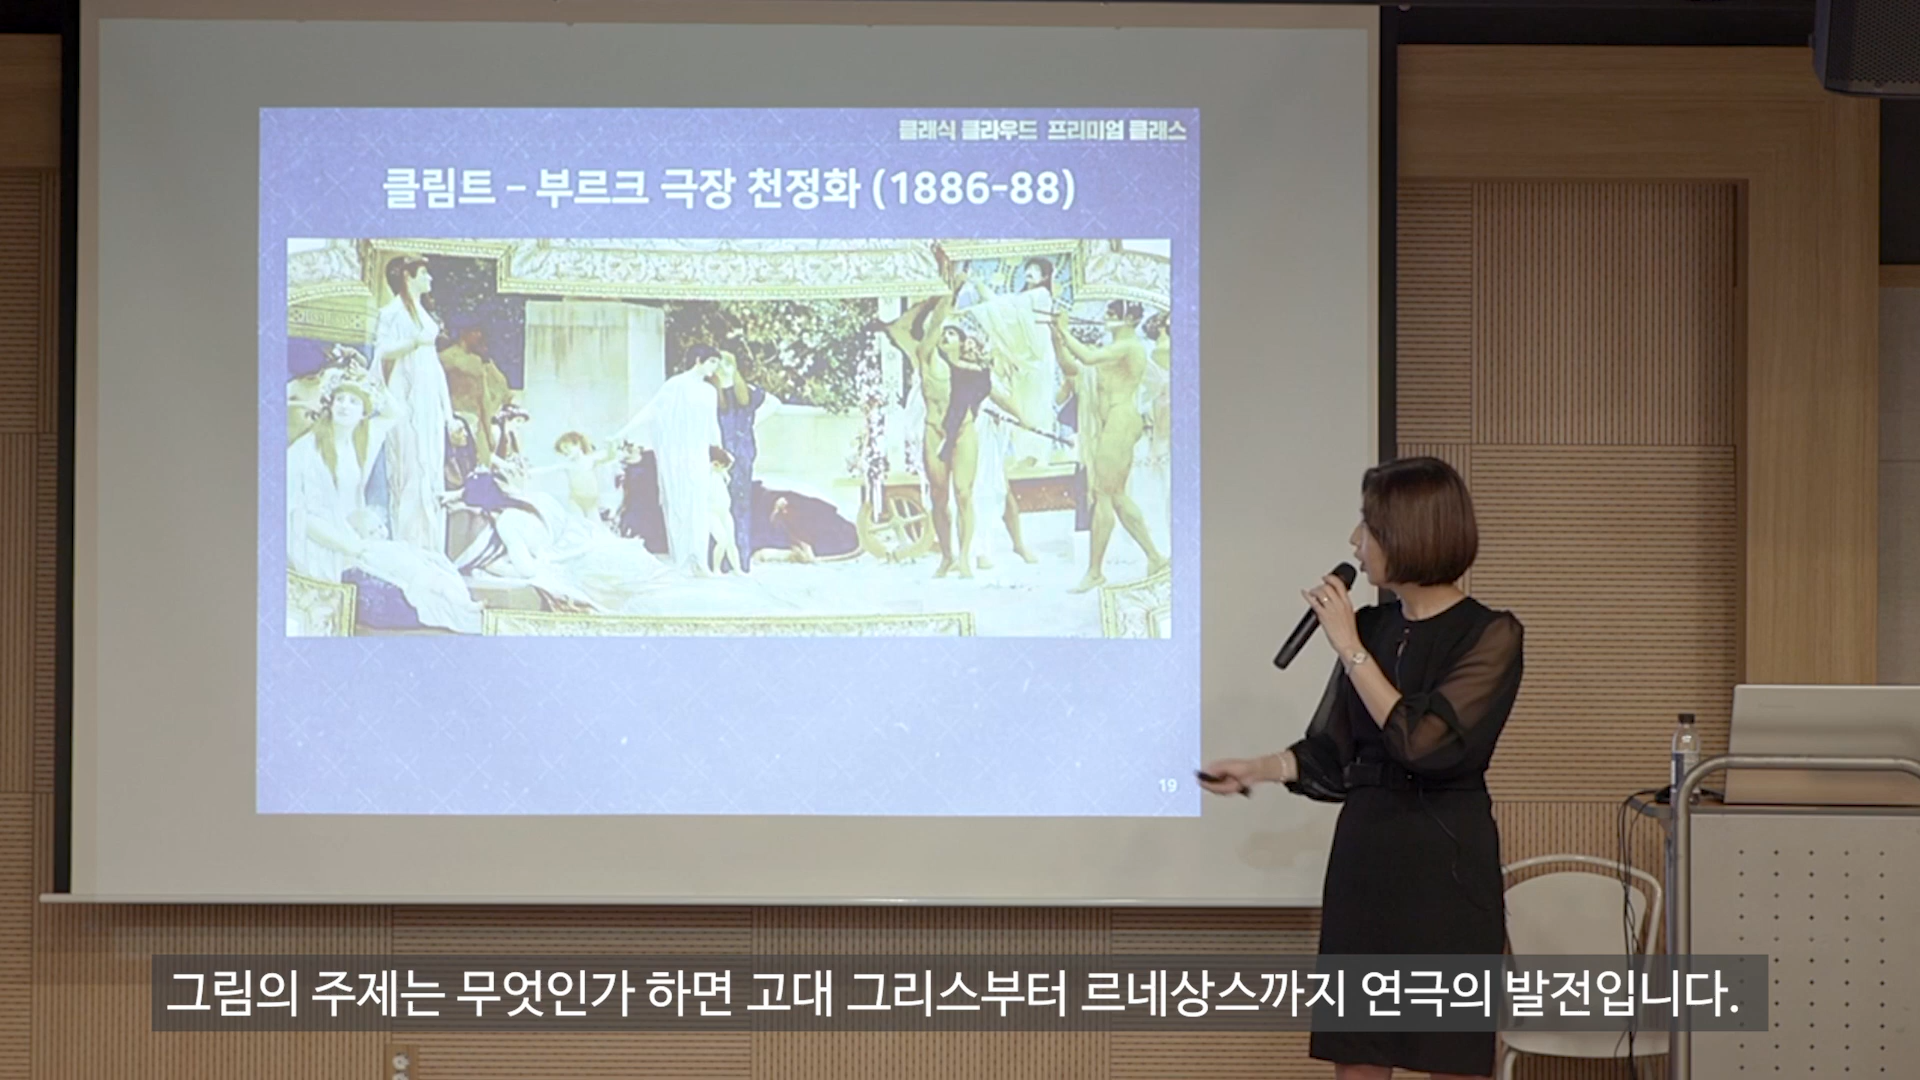 클래식 클라우드 프리미엄 클래스
클림트 – 부르크 극장 천정화 (1886-88)
19
그림의 주제는 무엇인가 하면 고대 그리스부터 르네상스까지 연극의 발전입니다.